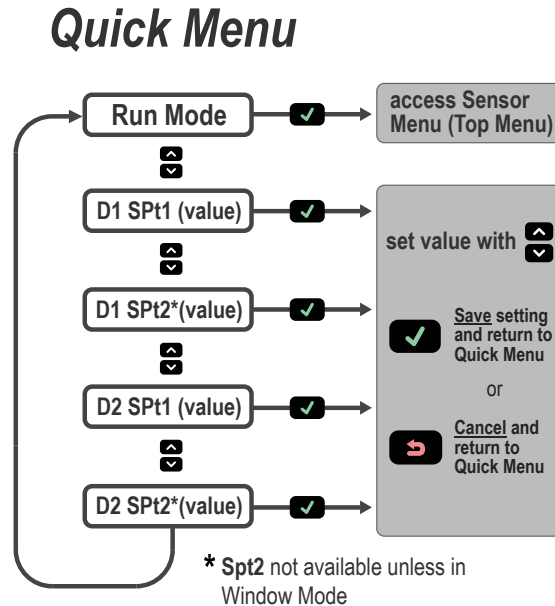 Quick Menu
Run Mode
access Sensor
Menu (Top Menu)
D1 SPt1 (value)
set value with
D1 SPt2*(value)
Save setting
and return to
Quick Menu
or
D2 SPt1 (value)
Cancel and
return to
Quick Menu
D2 SPt2*(value)
* Spt2 not available unless in
Window Mode